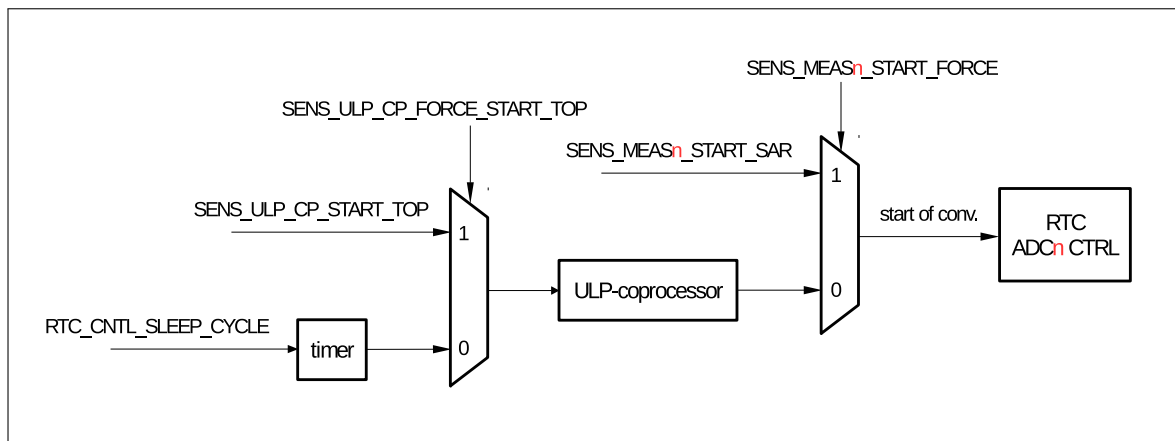 SENS_MEASn_START_FORCE
SENS_ULP_CP_FORCE_START_TOP
SENS_MEASn_START_SAR
1
SENS_ULP_CP_START_TOP
1
start of conv.
RTC
ADCn CTRL
ULP-coprocessor
0
RTC_CNTL_SLEEP_CYCLE
timer
0